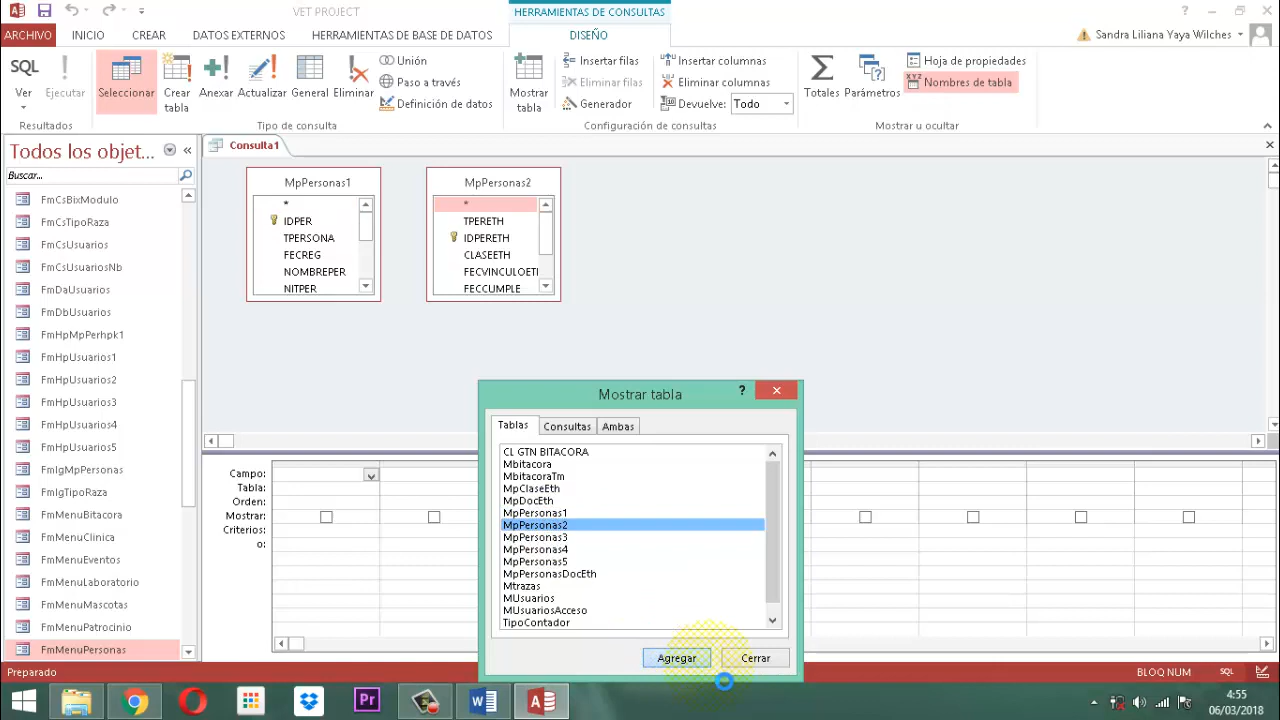 VET PROJECT
HERRAMIENTAS DE CONSULTAS
ARCHIVO INICIO CREAR DATOS EXTERNOS HERRAMIENTAS DE BASE DE DATOS DISEÑO
Sandra Liliana Yaya Wilches
SQL
Ver
Ejecutar
Seleccionar
Crear tabla
Anexar
Actualizar
General
Eliminar
Unión
Paso a través
Definición de datos
Mostrar tabla
Insertar filas
Eliminar filas
Generador
Insertar columnas
Eliminar columnas
Devuelve: Todo
Totales
Parámetros
Hoja de propiedades
Nombres de tabla
Resultados
Tipo de consulta
Configuración de consultas
Mostrar u ocultar
Todos los objet...
Buscar...
FmCsBixModulo
FmCsTipoRaza
FmCsUsuarios
FmCsUsuariosNb
FmDaUsuarios
FmDbUsuarios
FmHpMpPerhpk1
FmHpUsuarios1
FmHpUsuarios2
FmHpUsuarios3
FmHpUsuarios4
FmHpUsuarios5
FmIgMpPersonas
FmIgTipoRaza
FmMenuBitacora
FmMenuClinica
FmMenuEventos
FmMenuLaboratorio
FmMenuMascotas
FmMenuPatrocinio
FmMenuPersonas
Consulta1
MpPersonas1
*
IDPER
TPERSONA
FECREG
NOMBREPER
NITPER
MpPersonas2
*
TPERETH
IDPERETH
CLASEETH
FECVINCULOETI
FECCUMPLE
Campo:
Tabla:
Orden:
Mostrar:
Criterios:
o:
Mostrar tabla
?
Tablas Consultas Ambas
CL GTN BITACORA
Mbitacora
MbitacoraTm
MpClaseEth
MpDocEth
MpPersonas1
MpPersonas2
MpPersonas3
MpPersonas4
MpPersonas5
MpPersonasDocEth
Mtrazas
MUsuarios
MUsuariosAcceso
TipoContador
Agregar Cerrar
Preparado
BLOQ NUM
SQL
Pr
4:55
06/03/2018